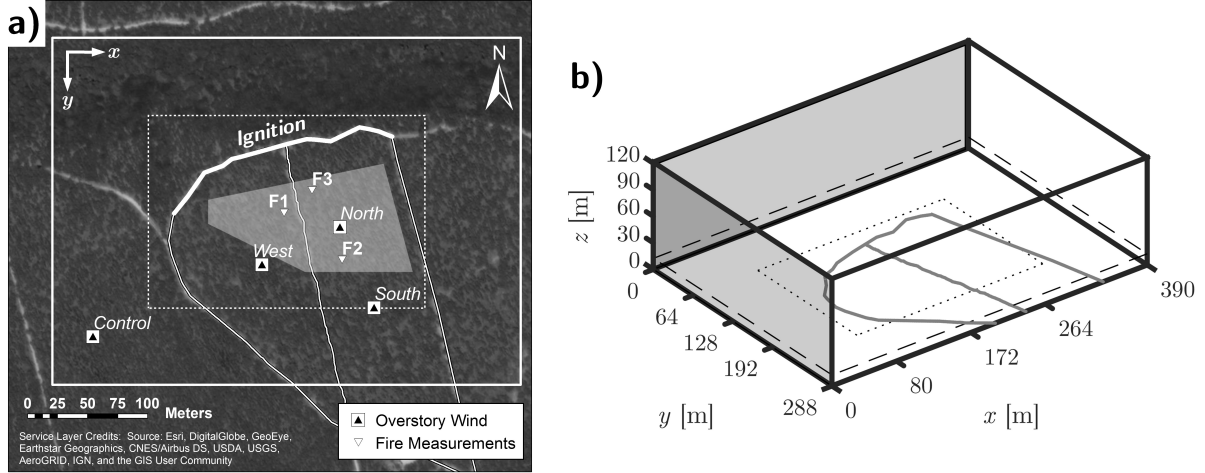 a)
x
y
N
Ignition
F3
F1
North
F2
West
South
Control
0 25 50 75 100 Meters
Overstory Wind
Fire Measurements
Service Layer Credits: Source: Esri, DigitalGlobe, GeoEye,
Earthstar Geographics, CNES/Airbus DS, USDA, USGS,
AeroGRID, IGN, and the GIS User Community
b)
120
90
60
30
0
z [m]
0
64
128
192
288
y [m]
0
80
172
264
390
x [m]